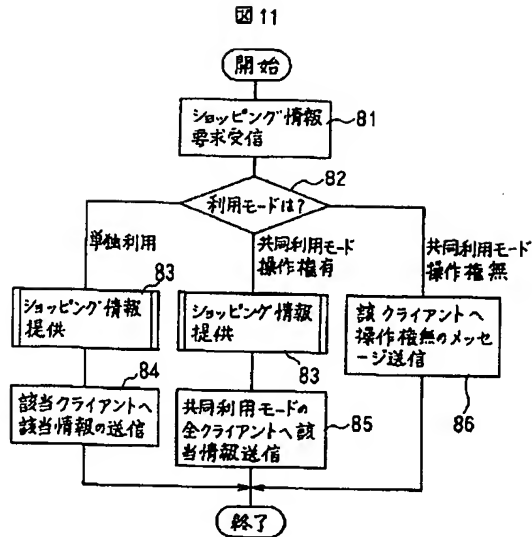 図11
開始
ショッピング情報
要求受信
81
82
利用モードは?
単独利用
共同利用モード
操作権有
共同利用モード
操作権無
83
ショッピング情報
提供
ショッピング情報
提供
83
該クライアントへ
操作権無のメッセ
ージ送信
86
84
該当クライアントへ
該当情報の送信
共同利用モードの
全クライアントへ該
当情報送信
85
終了